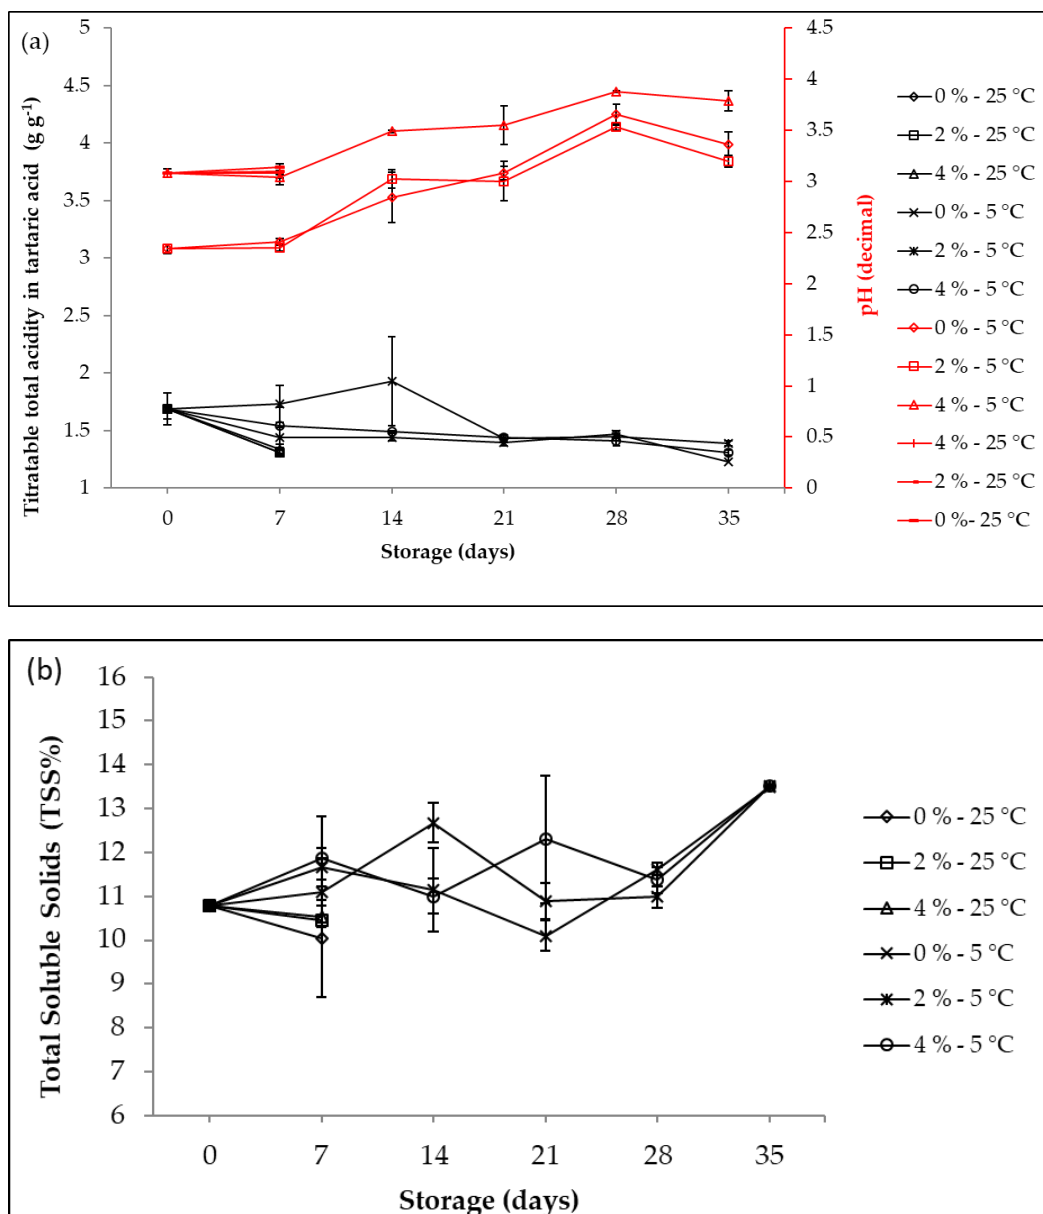 (a)
Titratable total acidity in tartaric acid (g g⁻¹)
5
4.5
4
3.5
3
2.5
2
1.5
1
0 7 14 21 28 35
Storage (days)
4.5
4
3.5
3
2.5
2
1.5
1
0.5
0
pH (decimal)
0 % - 25 °C
2 % - 25 °C
4 % - 25 °C
0 % - 5 °C
2 % - 5 °C
4 % - 5 °C
0 % - 5 °C
2 % - 5 °C
4 % - 5 °C
4 % - 25 °C
2 % - 25 °C
0 %- 25 °C
(b)
Total Soluble Solids (TSS%)
16
15
14
13
12
11
10
9
8
7
6
0 7 14 21 28 35
Storage (days)
0 % - 25 °C
2 % - 25 °C
4 % - 25 °C
0 % - 5 °C
2 % - 5 °C
4 % - 5 °C